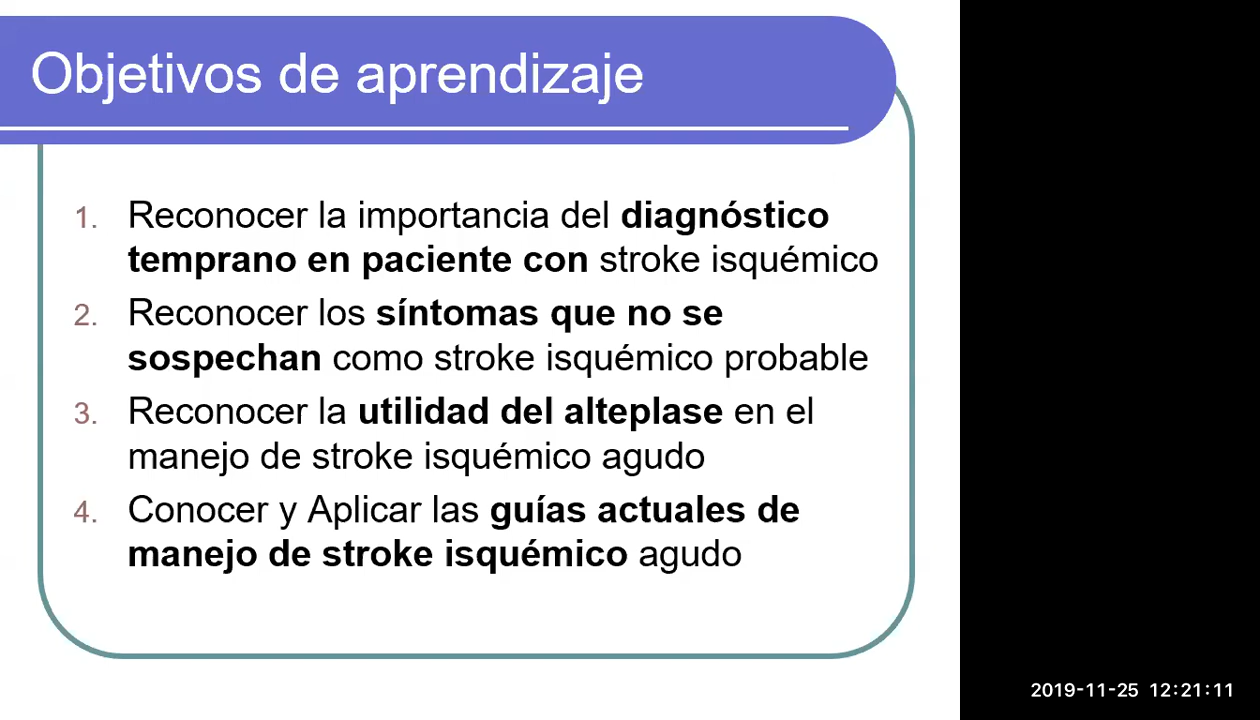 Objetivos de aprendizaje
1. Reconocer la importancia del diagnóstico
temprano en paciente con stroke isquémico
2. Reconocer los síntomas que no se
sospechan como stroke isquémico probable
3. Reconocer la utilidad del alteplase en el
manejo de stroke isquémico agudo
4. Conocer y Aplicar las guías actuales de
manejo de stroke isquémico agudo
2019-11-25 12:21:11